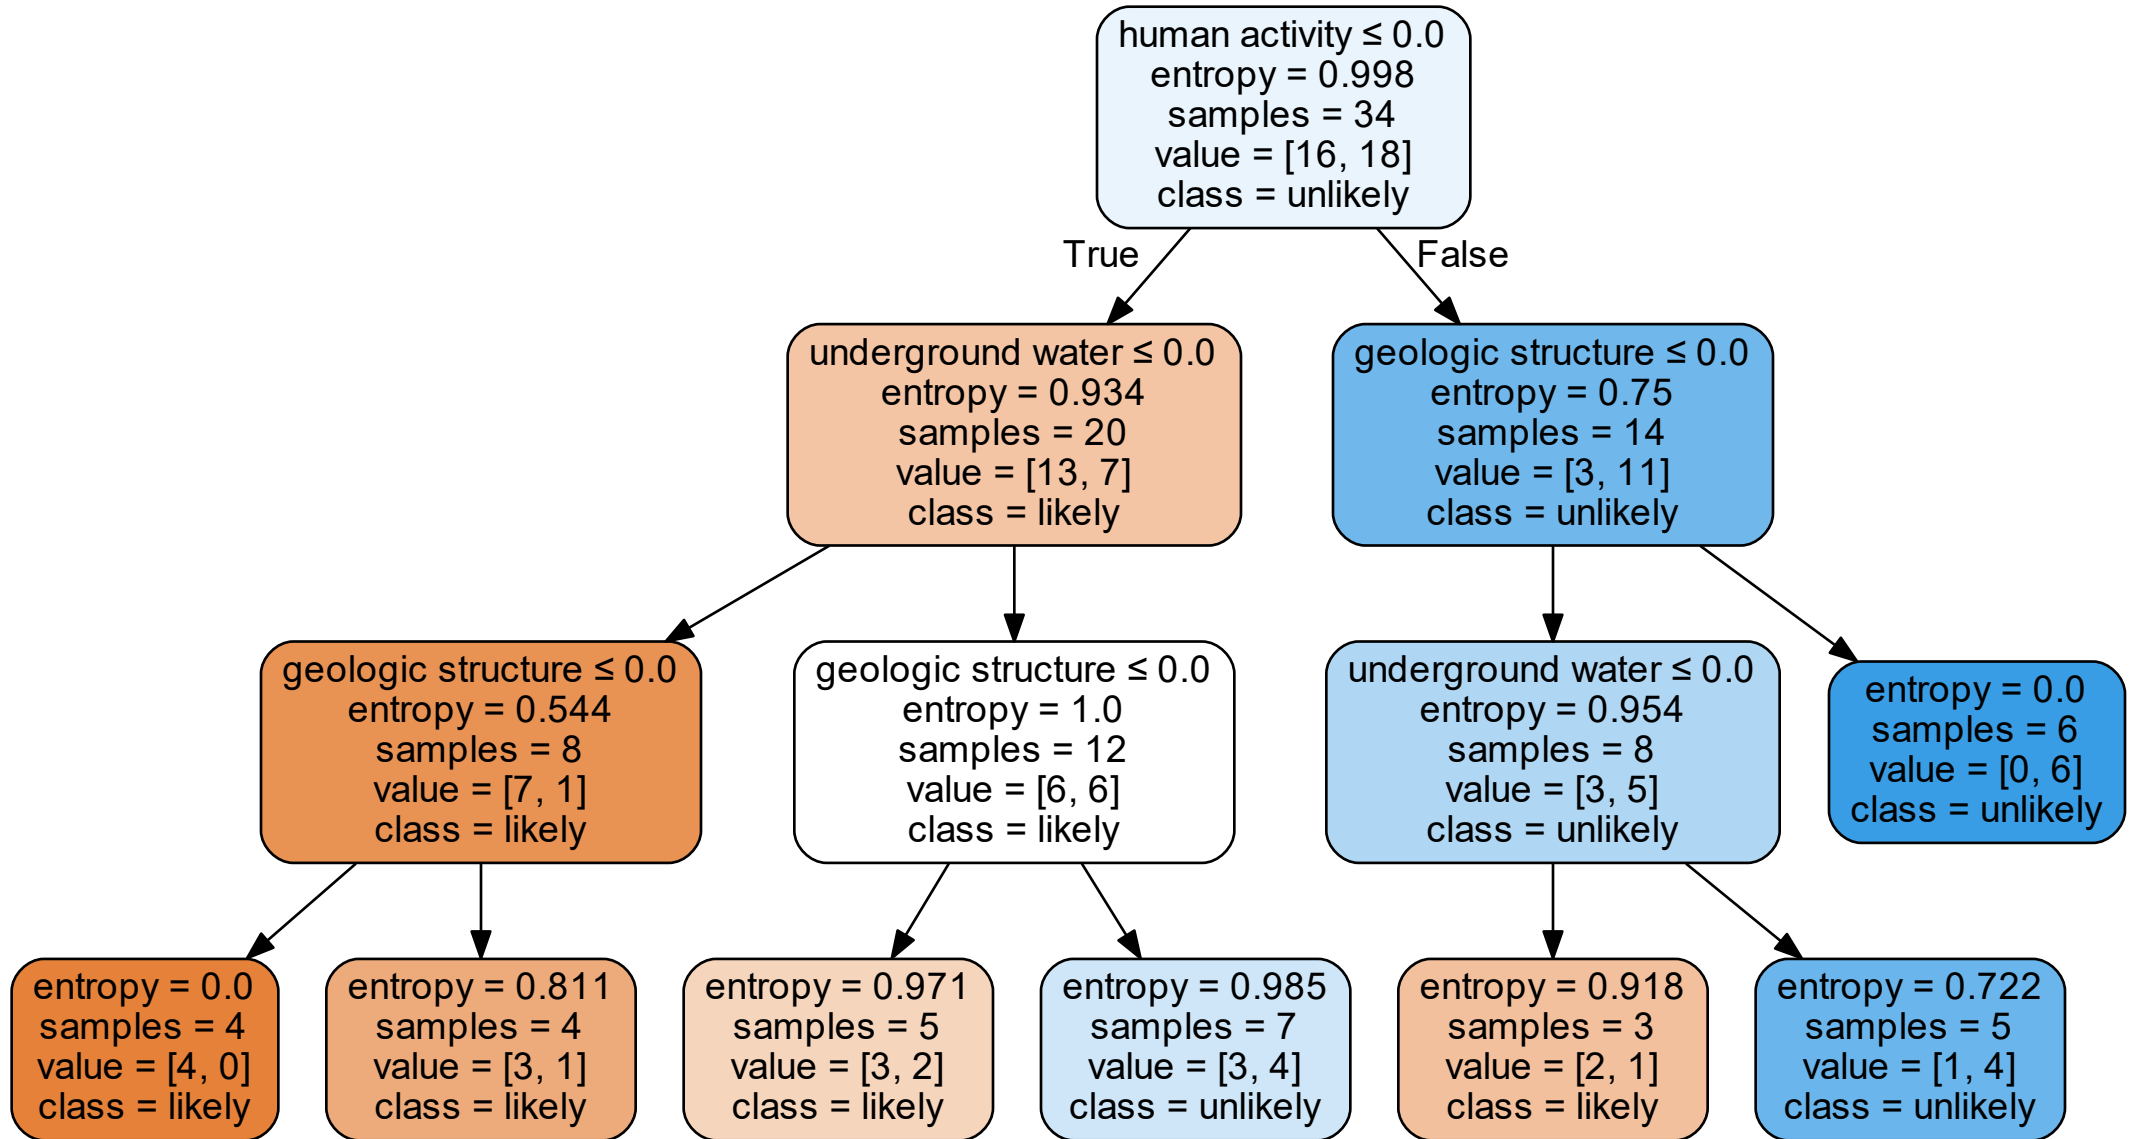 human activity ≤ 0.0
entropy = 0.998
samples = 34
value = [16, 18]
class = unlikely
True
False
underground water ≤ 0.0
entropy = 0.934
samples = 20
value = [13, 7]
class = likely
geologic structure ≤ 0.0
entropy = 0.75
samples = 14
value = [3, 11]
class = unlikely
geologic structure ≤ 0.0
entropy = 0.544
samples = 8
value = [7, 1]
class = likely
geologic structure ≤ 0.0
entropy = 1.0
samples = 12
value = [6, 6]
class = likely
underground water ≤ 0.0
entropy = 0.954
samples = 8
value = [3, 5]
class = unlikely
entropy = 0.0
samples = 6
value = [0, 6]
class = unlikely
entropy = 0.0
samples = 4
value = [4, 0]
class = likely
entropy = 0.811
samples = 4
value = [3, 1]
class = likely
entropy = 0.971
samples = 5
value = [3, 2]
class = likely
entropy = 0.985
samples = 7
value = [3, 4]
class = unlikely
entropy = 0.918
samples = 3
value = [2, 1]
class = likely
entropy = 0.722
samples = 5
value = [1, 4]
class = unlikely